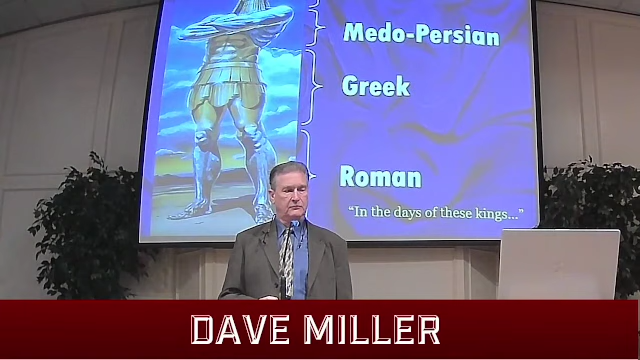 Medo-Persian
Greek
Roman
“In the days of these kings...”
DAVE MILLER